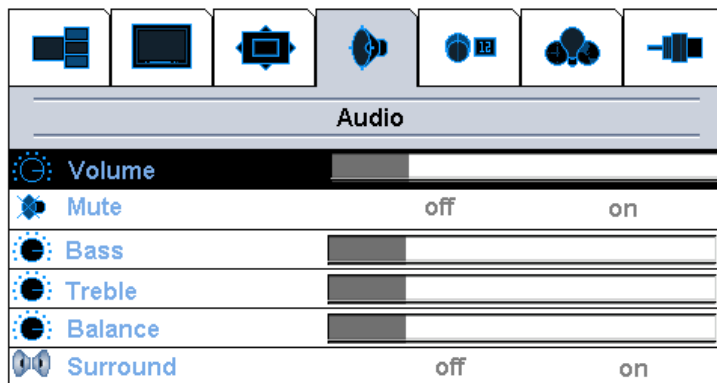 12
Audio
Volume
Mute off on
Bass
Treble
Balance
Surround off on